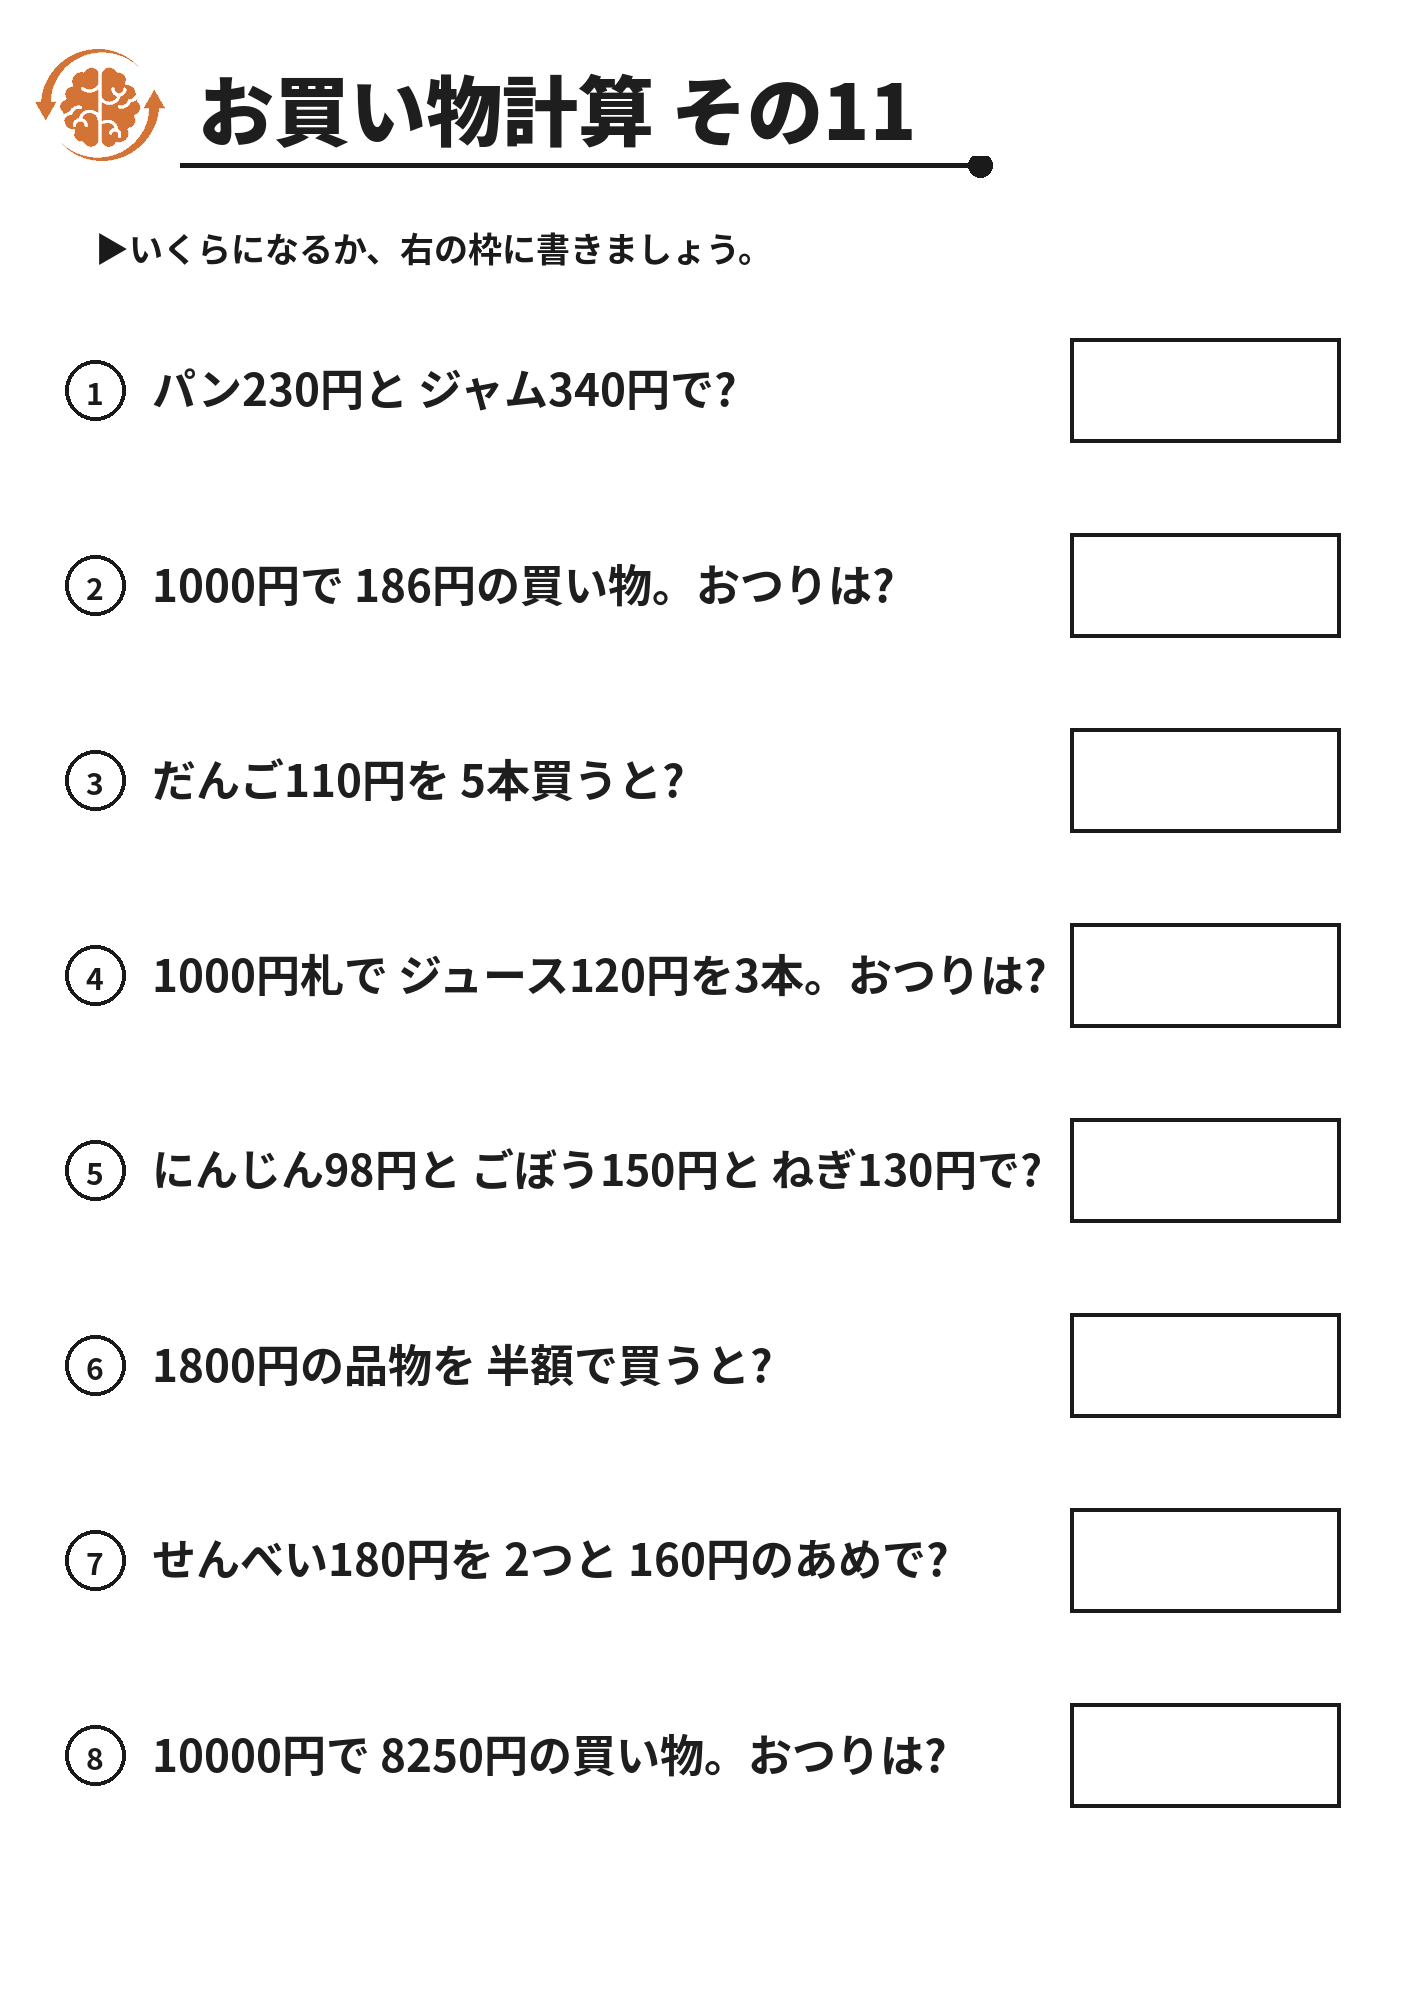 お買い物計算 その11
▶いくらになるか、右の枠に書きましょう。
① パン230円と ジャム340円で?
② 1000円で 186円の買い物。おつりは?
③ だんご110円を 5本買うと?
④ 1000円札で ジュース120円を3本。おつりは?
⑤ にんじん98円と ごぼう150円と ねぎ130円で?
⑥ 1800円の品物を 半額で買うと?
⑦ せんべい180円を 2つと 160円のあめで?
⑧ 10000円で 8250円の買い物。おつりは?